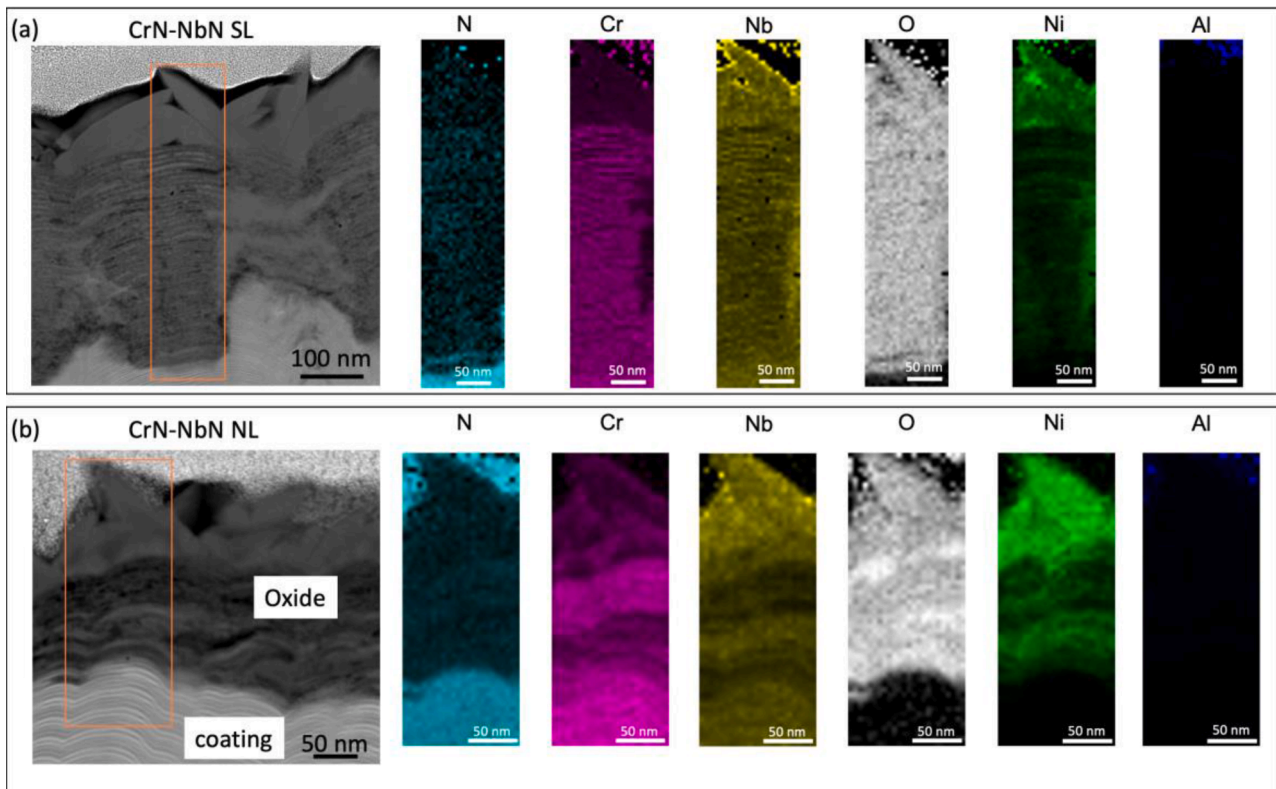 (a) CrN-NbN SL N Cr Nb O Ni Al
100 nm 50 nm 50 nm 50 nm 50 nm 50 nm 50 nm
(b) CrN-NbN NL N Cr Nb O Ni Al
Oxide
coating
50 nm 50 nm 50 nm 50 nm 50 nm 50 nm 50 nm